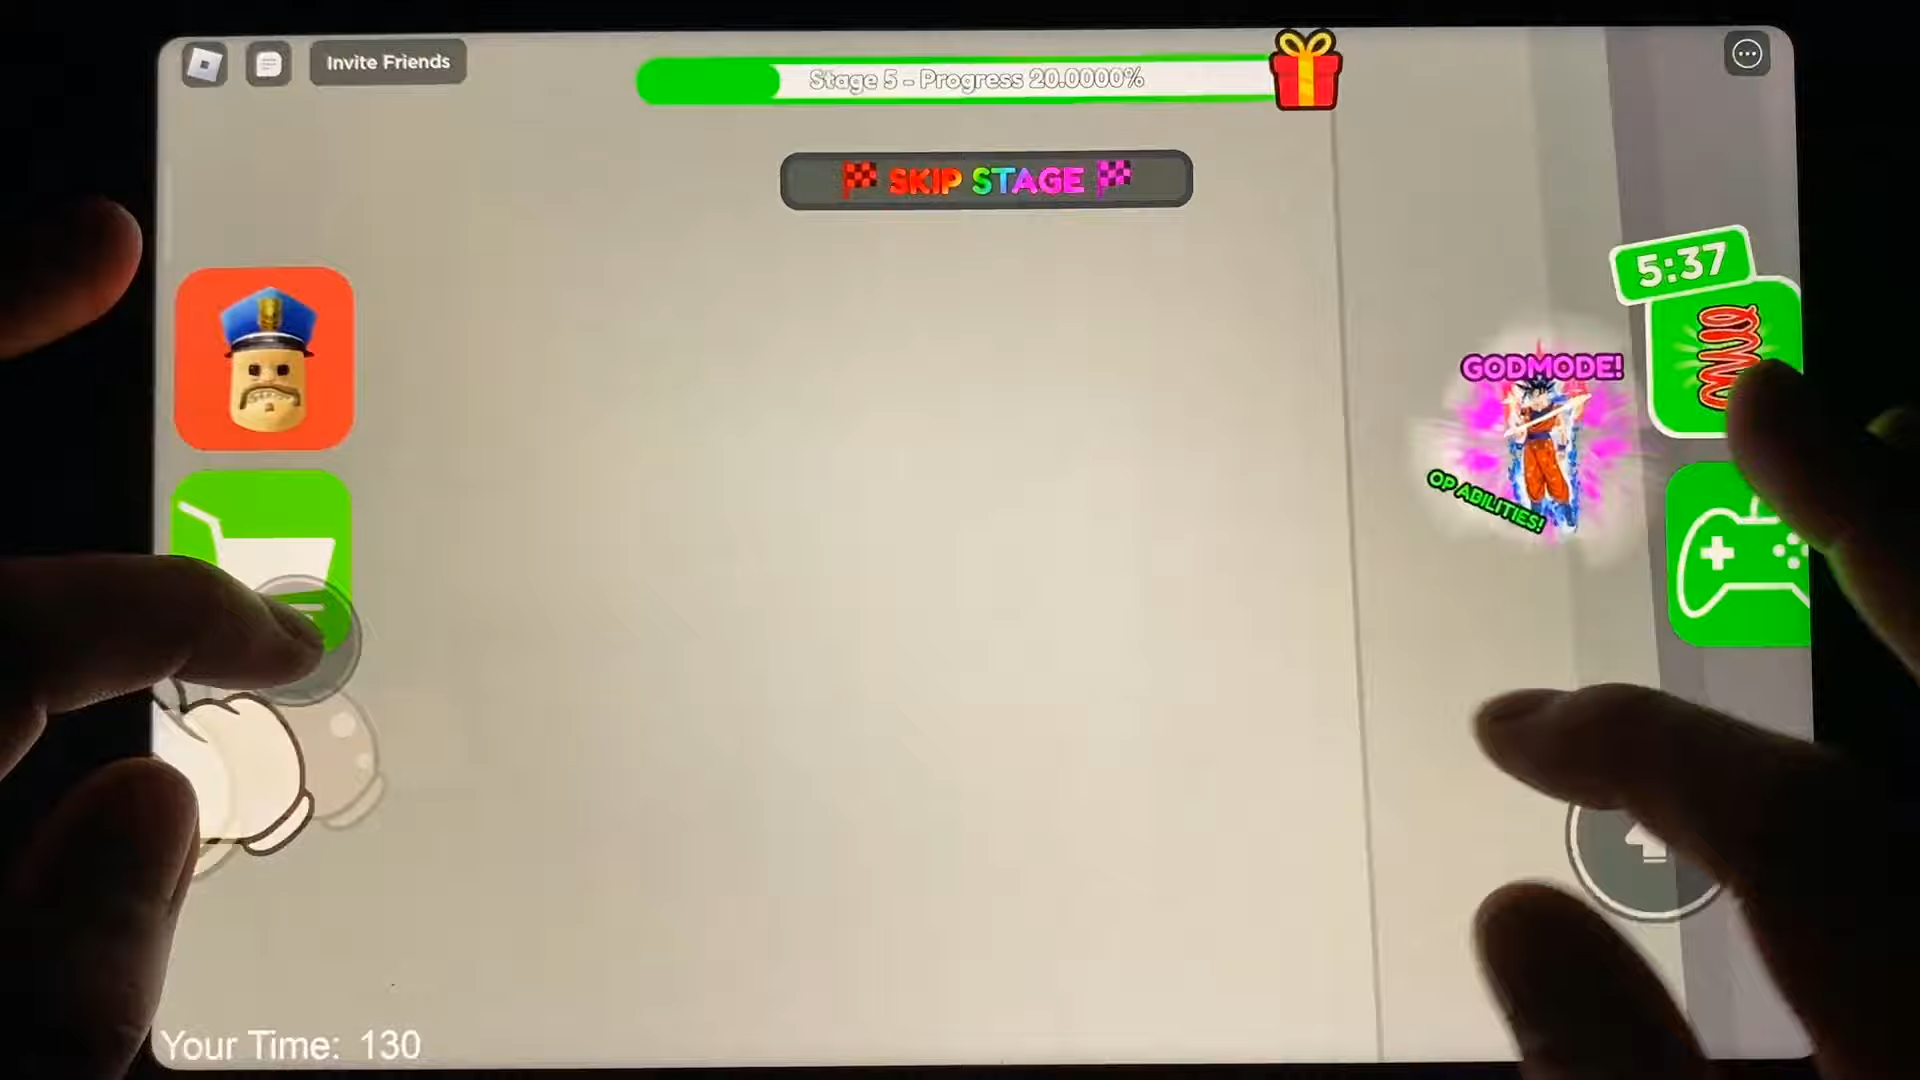 Invite Friends
Stage 5 - Progress 20.0000%
SKIP STAGE
5:37
GODMODE!
OP ABILITIES!
Your Time: 130